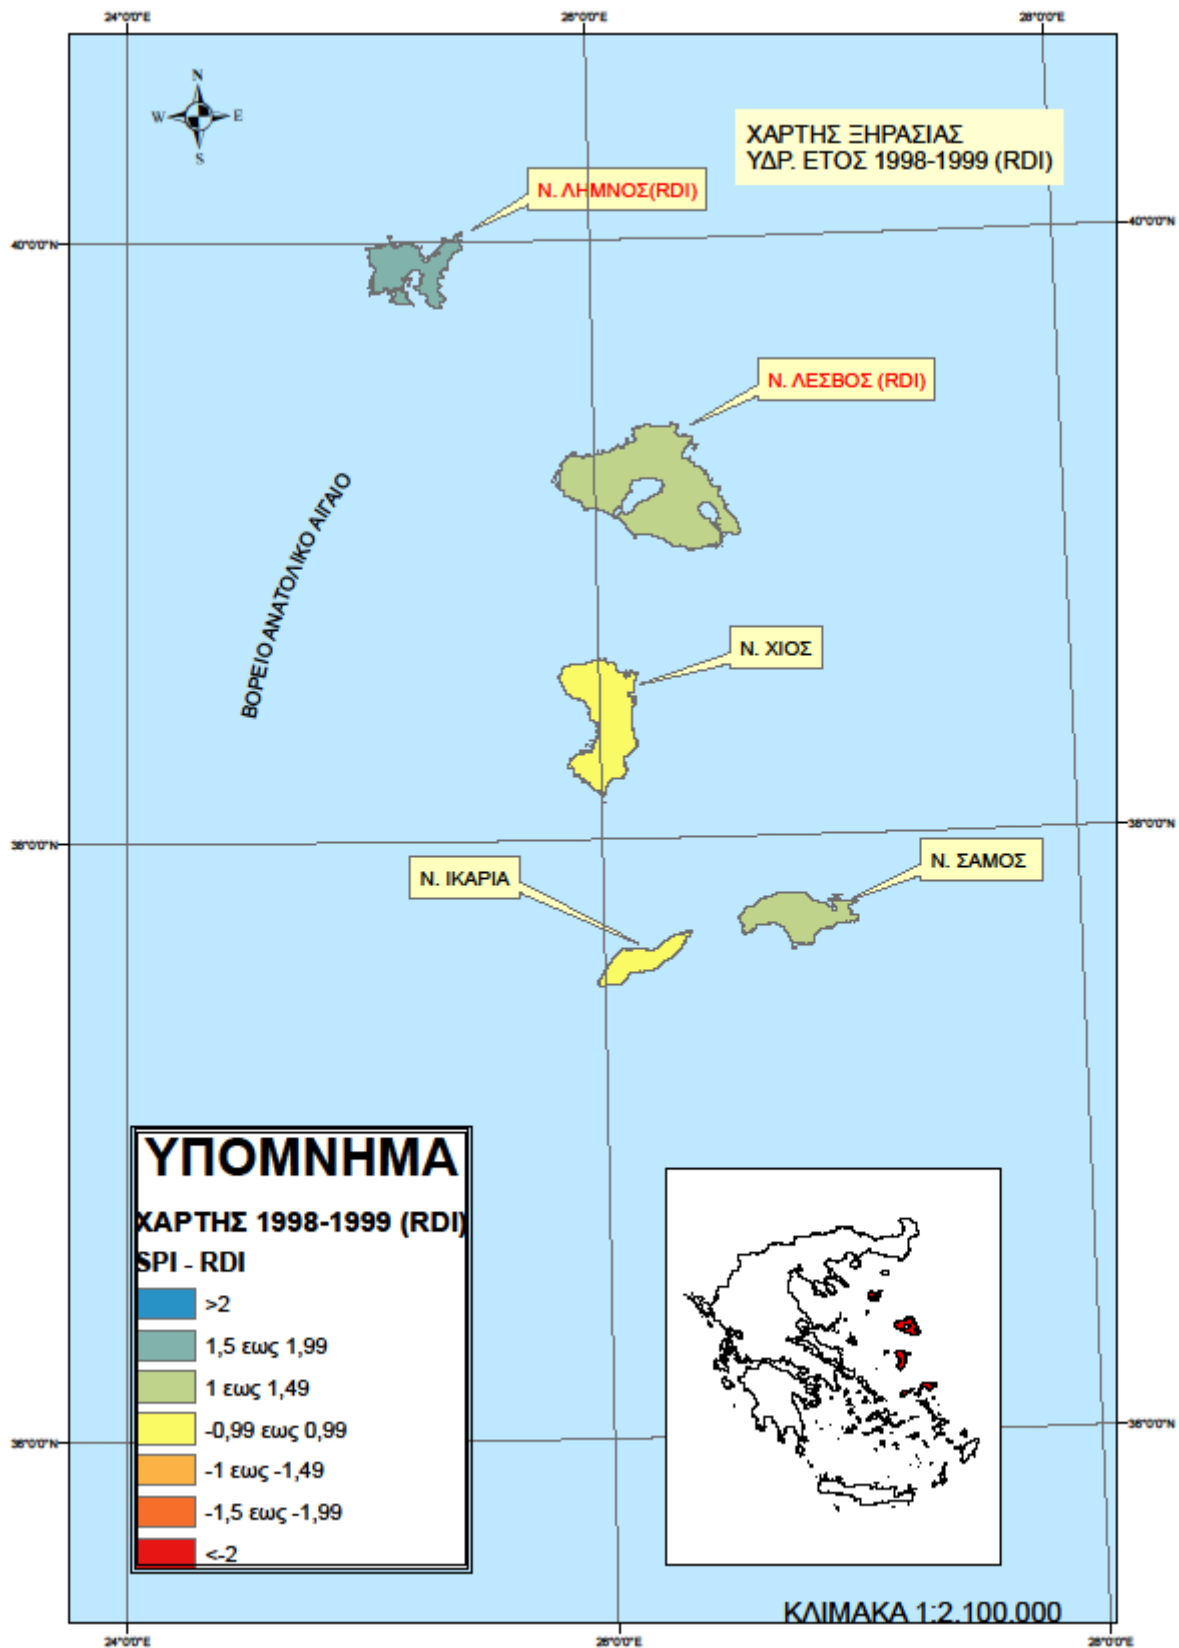 24°0'0"E
26°0'0"E
28°0'0"E
N
W
E
S
ΧΑΡΤΗΣ ΞΗΡΑΣΙΑΣ
ΥΔΡ. ΕΤΟΣ 1998-1999 (RDI)
Ν. ΛΗΜΝΟΣ(RDI)
40°0'0"N
40°0'0"N
Ν. ΛΕΣΒΟΣ (RDI)
ΒΟΡΕΙΟ ΑΝΑΤΟΛΙΚΟ ΑΙΓΑΙΟ
Ν. ΧΙΟΣ
38°0'0"N
38°0'0"N
Ν. ΙΚΑΡΙΑ
Ν. ΣΑΜΟΣ
ΥΠΟΜΝΗΜΑ
ΧΑΡΤΗΣ 1998-1999 (RDI)
SPI - RDI
>2
1,5 εως 1,99
1 εως 1,49
-0,99 εως 0,99
-1 εως -1,49
-1,5 εως -1,99
<-2
36°0'0"N
36°0'0"N
ΚΛΙΜΑΚΑ 1:2.100.000
24°0'0"E
26°0'0"E
28°0'0"E